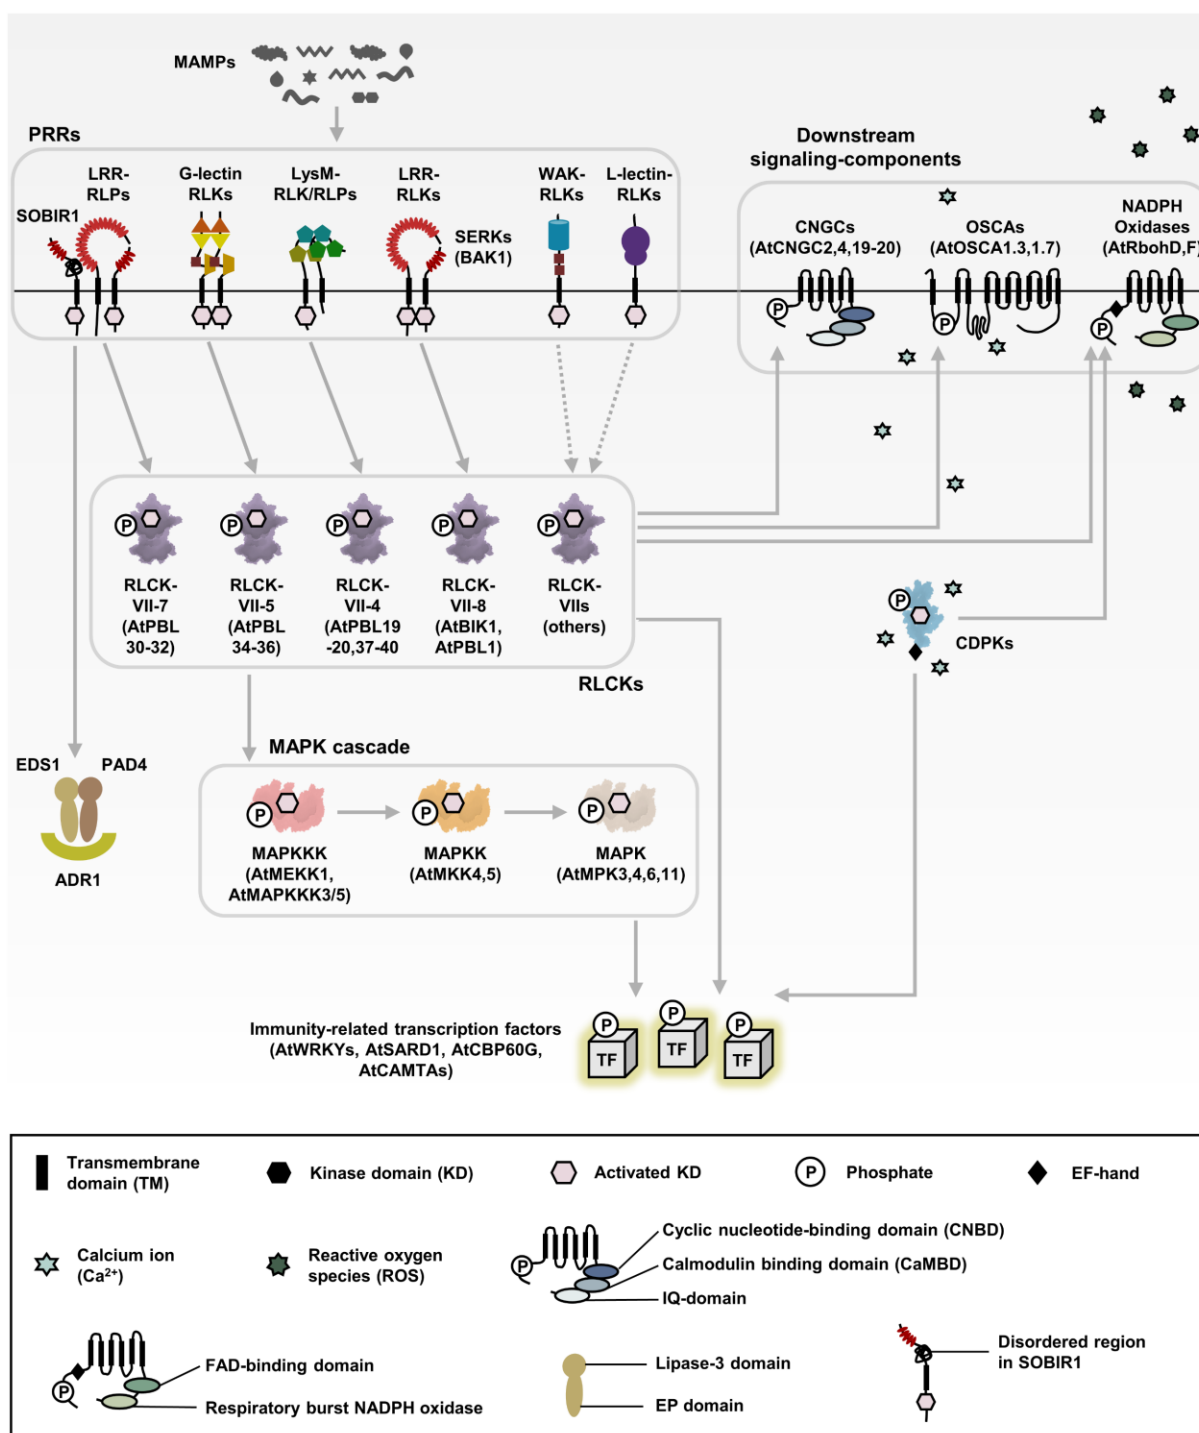 MAMPs
PRRs
LRR-
RLPs
G-lectin
RLKs
LysM-
RLK/RLPs
LRR-
RLKs
WAK-
RLKs
L-lectin-
RLKs
SOBIR1
SERKs
(BAK1)
Downstream
signaling-components
CNGCs
(AtCNGC2,4,19-20)
OSCAs
(AtOSCA1.3,1.7)
NADPH
Oxidases
(AtRbohD,F)
P
P
P
P
P
P
P
P
RLCK-
VII-7
(AtPBL
30-32)
RLCK-
VII-5
(AtPBL
34-36)
RLCK-
VII-4
(AtPBL19
-20,37-40
RLCK-
VII-8
(AtBIK1,
AtPBL1)
RLCK-
VIIs
(others)
RLCKs
P
CDPKs
EDS1
PAD4
ADR1
MAPK cascade
P
P
P
MAPKKK
(AtMEKK1,
AtMAPKKK3/5)
MAPKK
(AtMKK4,5)
MAPK
(AtMPK3,4,6,11)
Immunity-related transcription factors
(AtWRKYs, AtSARD1, AtCBP60G,
AtCAMTAs)
P
TF
P
TF
P
TF
Transmembrane
domain (TM)
Kinase domain (KD)
Activated KD
P
Phosphate
EF-hand
Calcium ion
(Ca2+)
Reactive oxygen
species (ROS)
P
Cyclic nucleotide-binding domain (CNBD)
Calmodulin binding domain (CaMBD)
IQ-domain
P
FAD-binding domain
Respiratory burst NADPH oxidase
Lipase-3 domain
EP domain
Disordered region
in SOBIR1